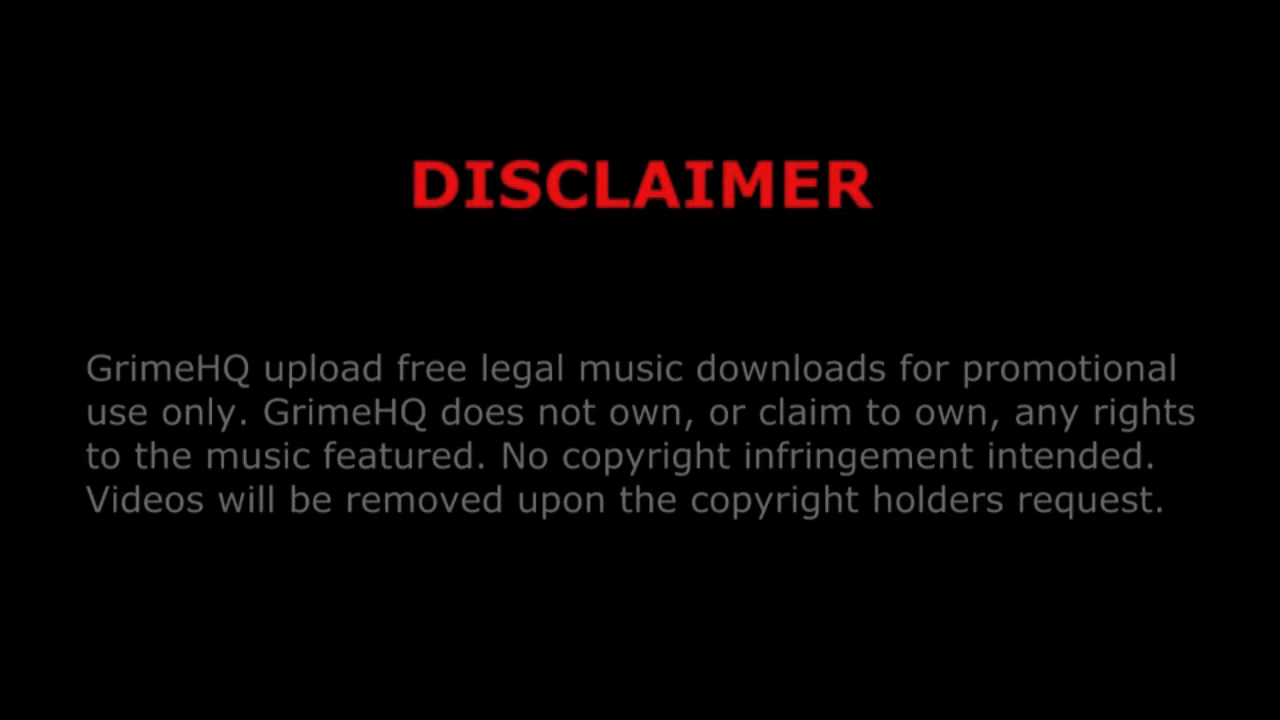 DISCLAIMER
GrimeHQ upload free legal music downloads for promotional
use only. GrimeHQ does not own, or claim to own, any rights
to the music featured. No copyright infringement intended.
Videos will be removed upon the copyright holders request.